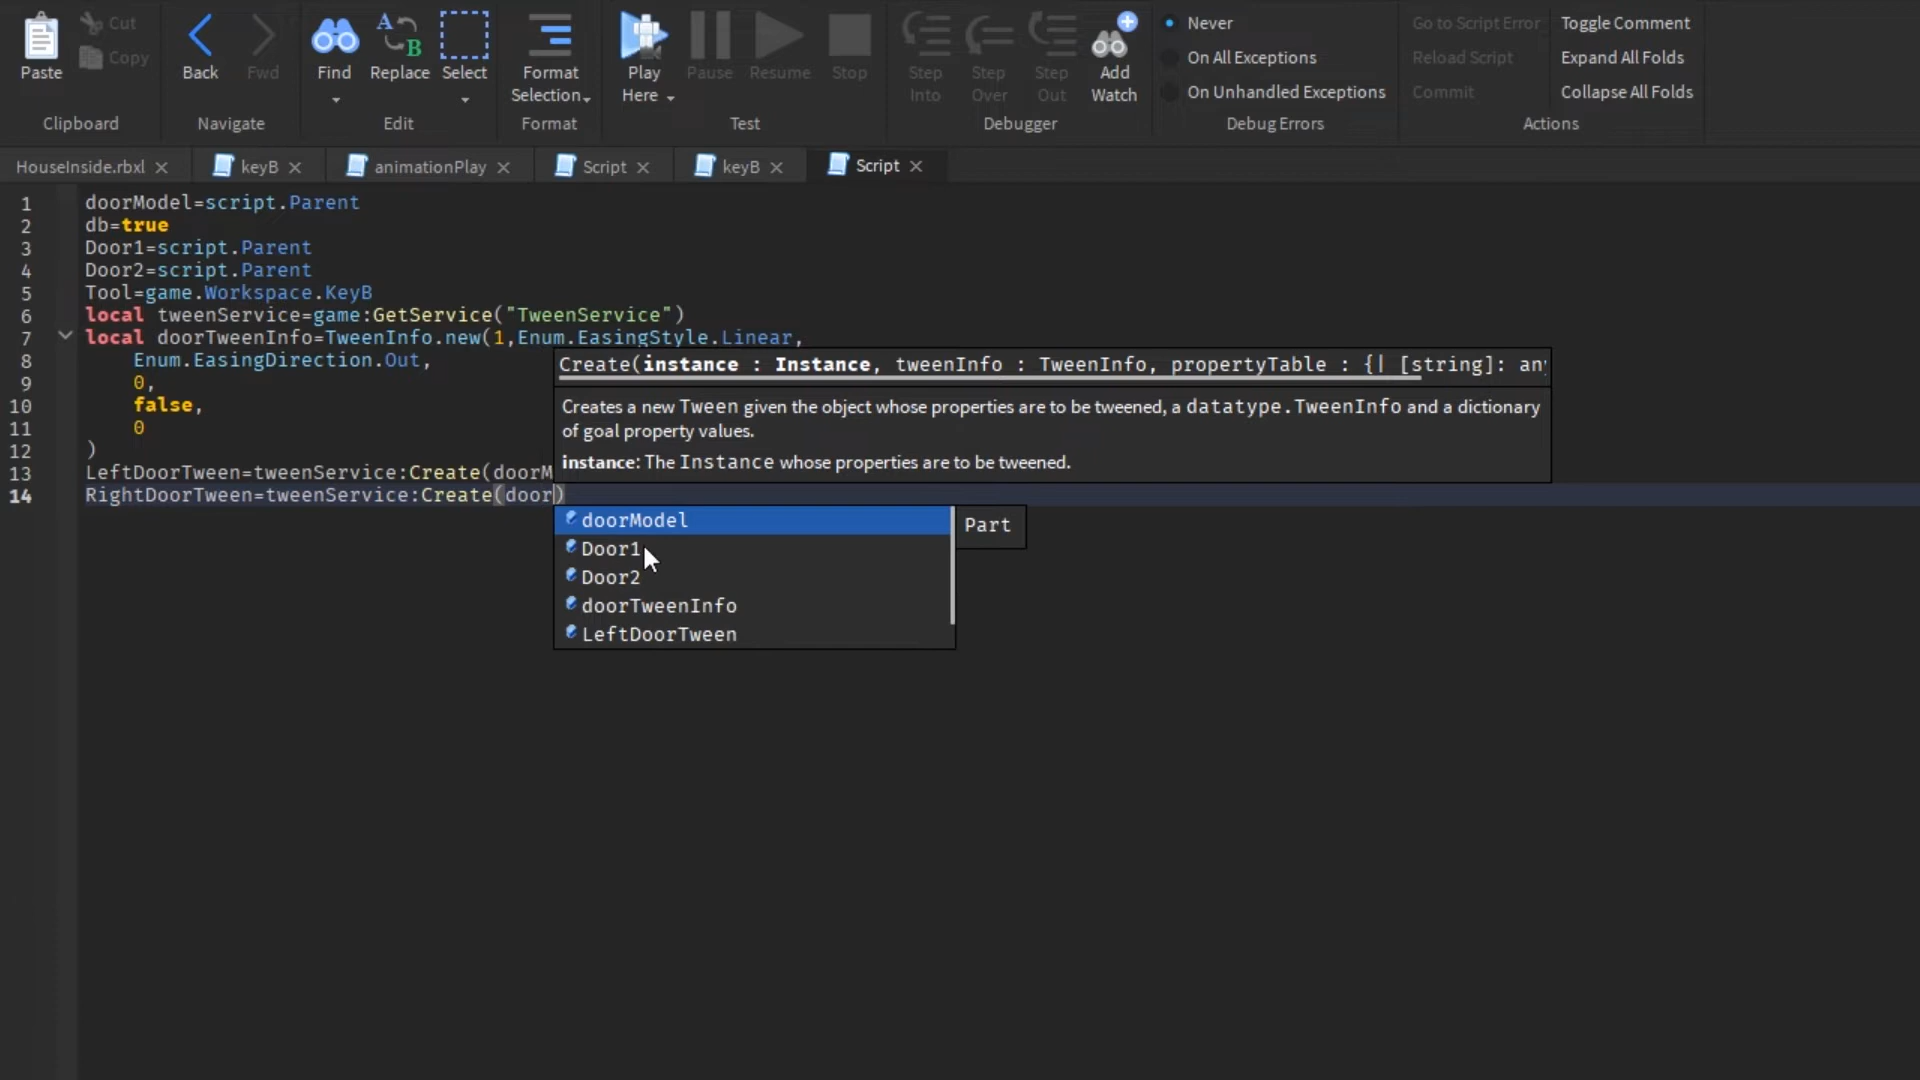 Paste
Cut
Copy
Clipboard
Back
Fwd
Navigate
Find
Replace
Select
Edit
Format
Selection
Format
Play
Here
Pause
Resume
Stop
Test
Step
Into
Step
Over
Step
Out
Add
Watch
Debugger
Never
On All Exceptions
On Unhandled Exceptions
Debug Errors
Go to Script Error
Reload Script
Commit
Toggle Comment
Expand All Folds
Collapse All Folds
Actions
HouseInside.rbxl
keyB
animationPlay
Script
keyB
Script
1 doorModel=script.Parent
2 db=true
3 Door1=script.Parent
4 Door2=script.Parent
5 Tool=game.Workspace.KeyB
6 local tweenService=game:GetService("TweenService")
7 local doorTweenInfo=TweenInfo.new(1,Enum.EasingStyle.Linear,
8 Enum.EasingDirection.Out,
9 0,
10 false,
11 0
12 )
13 LeftDoorTween=tweenService:Create(doorM
14 RightDoorTween=tweenService:Create(door)
Create(instance : Instance, tweenInfo : TweenInfo, propertyTable : {| [string]: an
Creates a new Tween given the object whose properties are to be tweened, a datatype.TweenInfo and a dictionary
of goal property values.
instance: The Instance whose properties are to be tweened.
doorModel
Part
Door1
Door2
doorTweenInfo
LeftDoorTween